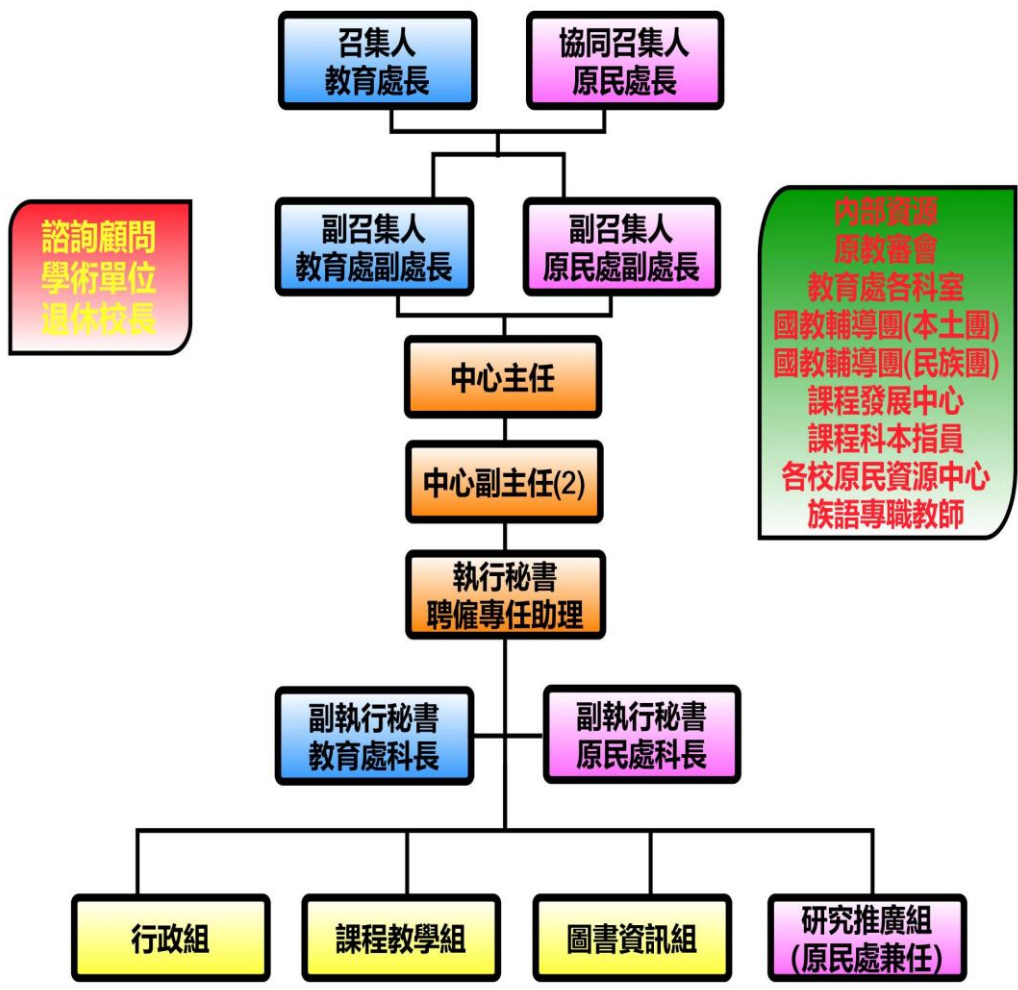 召集人
教育處長
協同召集人
原民處長
副召集人
教育處副處長
副召集人
原民處副處長
諮詢顧問
學術單位
退休校長
內部資源
原教審會
教育處各科室
國教輔導團(本土團)
國教輔導團(民族團)
課程發展中心
課程科本指員
各校原民資源中心
族語專職教師
中心主任
中心副主任(2)
執行秘書
聘僱專任助理
副執行秘書
教育處科長
副執行秘書
原民處科長
行政組
課程教學組
圖書資訊組
研究推廣組
(原民處兼任)